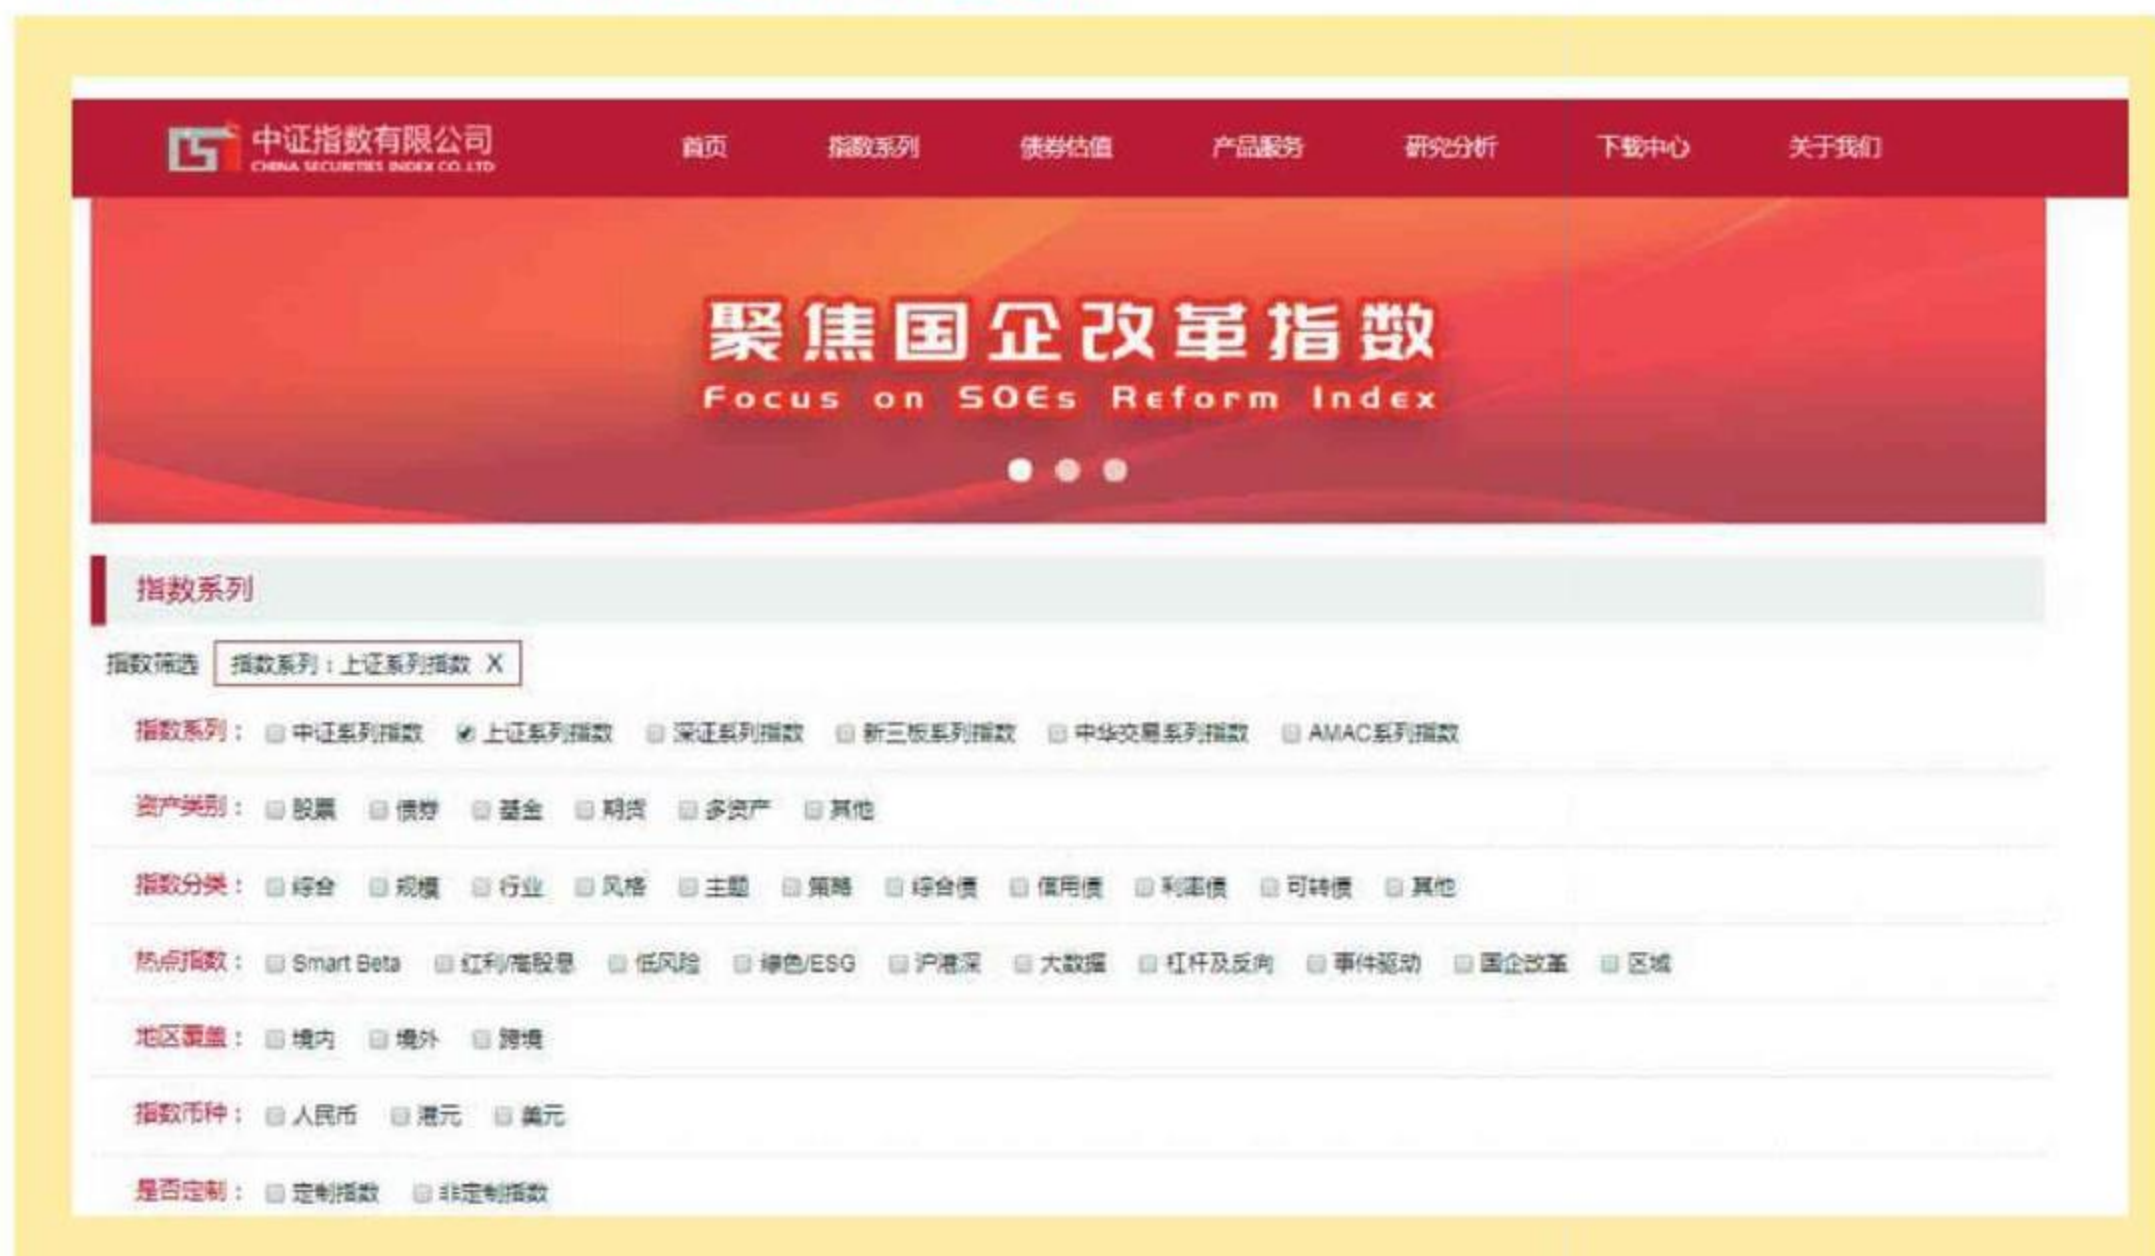 中证指数有限公司
CHINA SECURITIES INDEX CO. LTD
首页 指数系列 债券估值 产品服务 研究分析 下载中心 关于我们
聚焦国企改革指数
Focus on SOEs Reform Index
指数系列
指数筛选 指数系列：上证系列指数 X
指数系列： 中证系列指数 上证系列指数 深证系列指数 新三板系列指数 中华交易系列指数 AMAC系列指数
资产类别： 股票 债券 基金 期货 多资产 其他
指数分类： 综合 规模 行业 风格 主题 策略 综合债 信用债 利率债 可转债 其他
热点指数： Smart Beta 红利/高股息 低风险 绿色/ESG 沪港深 大数据 杠杆及反向 事件驱动 国企改革 区域
地区覆盖： 境内 境外 跨境
指数币种： 人民币 港元 美元
是否定制： 定制指数 非定制指数